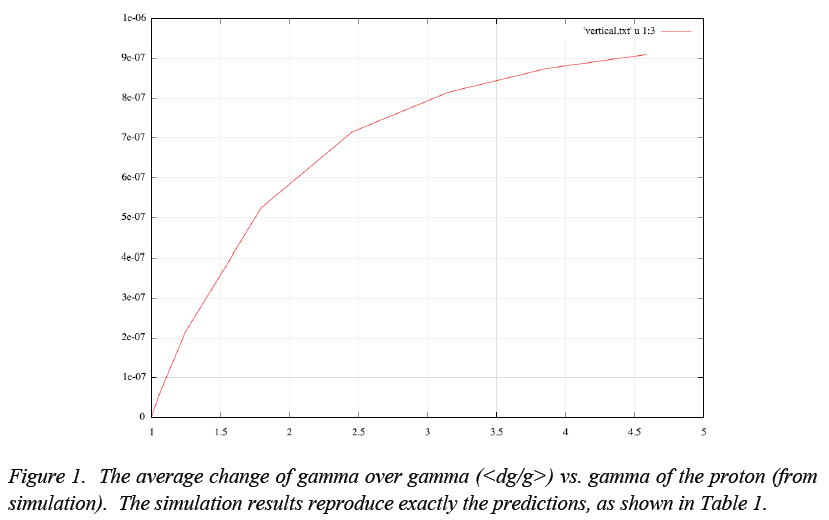 1e-06
'vertical.txt' u 1:3
9e-07
8e-07
7e-07
6e-07
5e-07
4e-07
3e-07
2e-07
1e-07
0
1 1.5 2 2.5 3 3.5 4 4.5 5
Figure 1. The average change of gamma over gamma (<dg/g>) vs. gamma of the proton (from
simulation). The simulation results reproduce exactly the predictions, as shown in Table 1.